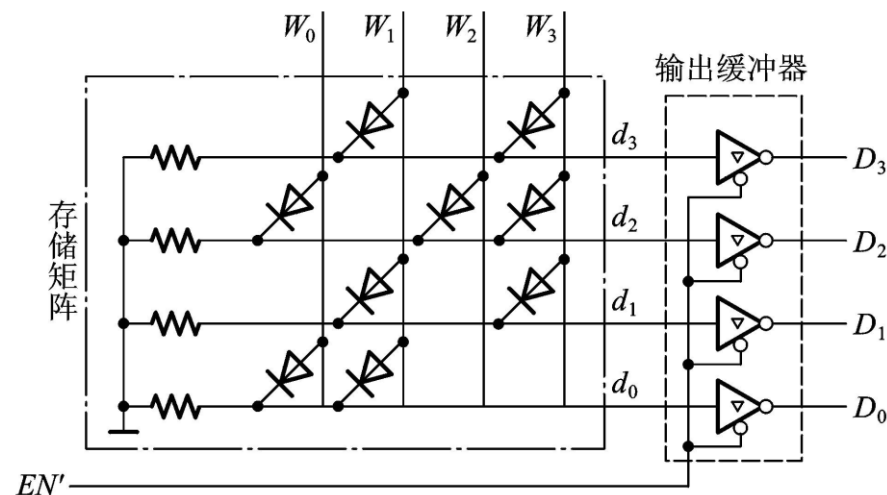 W₀ W₁ W₂ W₃
输出缓冲器
d₃ D₃
存储矩阵
d₂ D₂
d₁ D₁
d₀ D₀
EN′